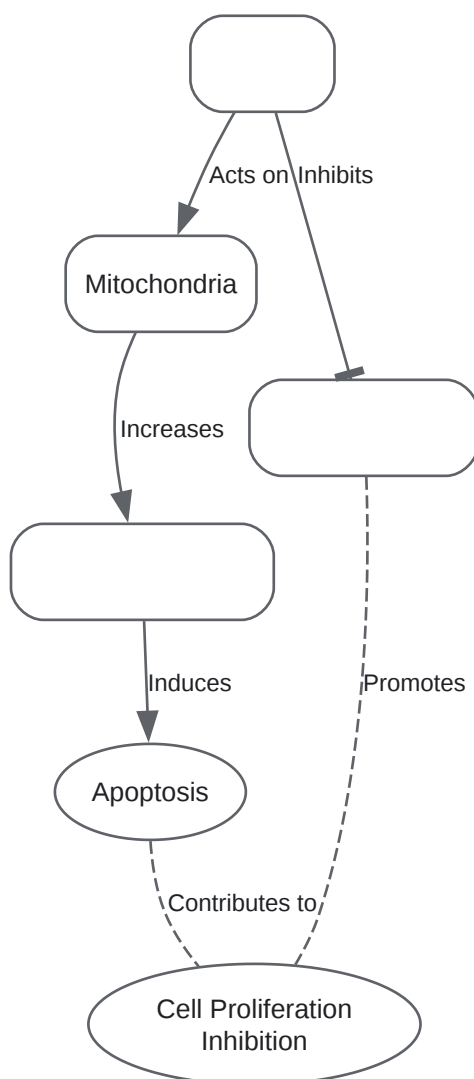 Acts on
Inhibits
Mitochondria
Increases
Induces
Promotes
Apoptosis
Contributes to
Cell Proliferation
Inhibition